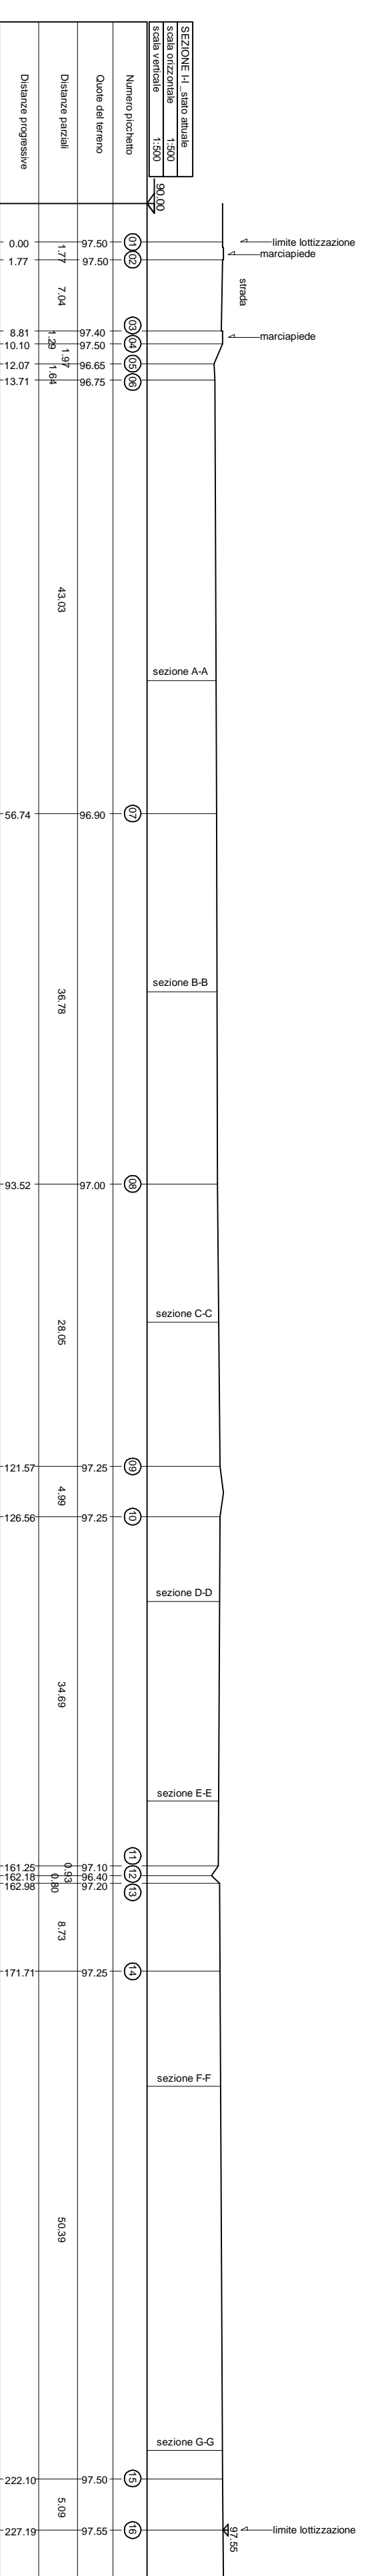 SEZIONE I-I_stato attuale
scala orizzontale 1:500
scala verticale 1:500
90.00
limite lottizzazione
marciapiede
strada
marciapiede
sezione A-A
sezione B-B
sezione C-C
sezione D-D
sezione E-E
sezione F-F
sezione G-G
97.55
limite lottizzazione
Numero picchetto
01 02 03 04 05 06 07 08 09 10 11 12 13 14 15 16
Quote del terreno
97.50 97.50 97.40 97.50 96.65 96.75 96.90 97.00 97.25 97.25 97.10 96.40 97.20 97.25 97.50 97.55
Distanze parziali
1.77 7.04 1.29 1.97 1.64 43.03 36.78 28.05 4.99 34.69 0.93 0.80 8.73 50.39 5.09
Distanze progressive
0.00 1.77 8.81 10.10 12.07 13.71 56.74 93.52 121.57 126.56 161.25 162.18 162.98 171.71 222.10 227.19